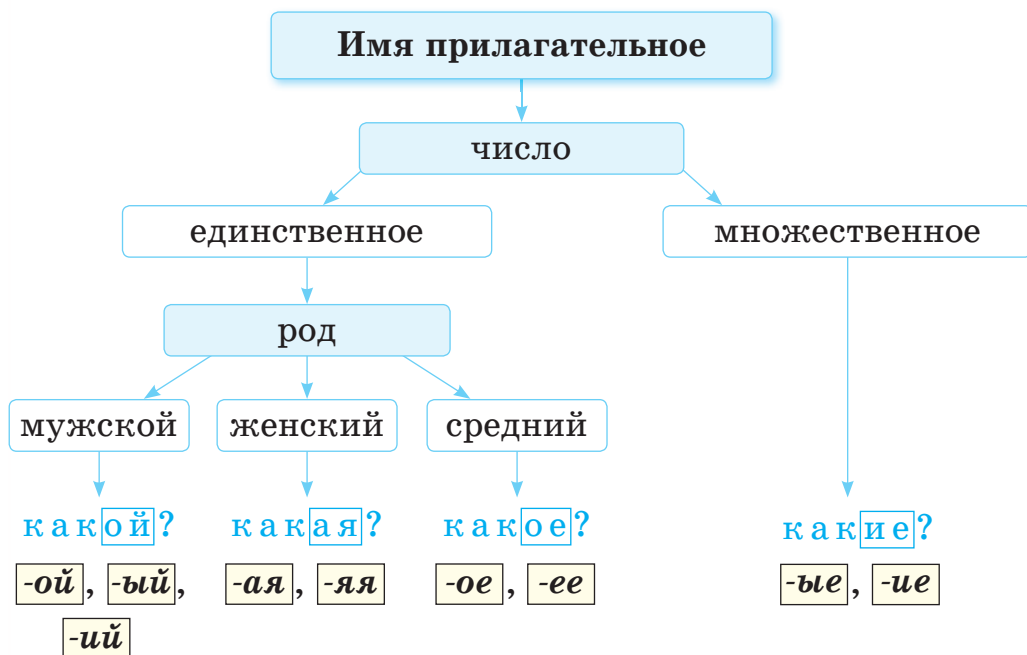 Имя прилагательное
число
единственное множественное
род
мужской женский средний
какой? какая? какое? какие?
-ой, -ый, -ая, -яя -ое, -ее -ые, -ие
-ий